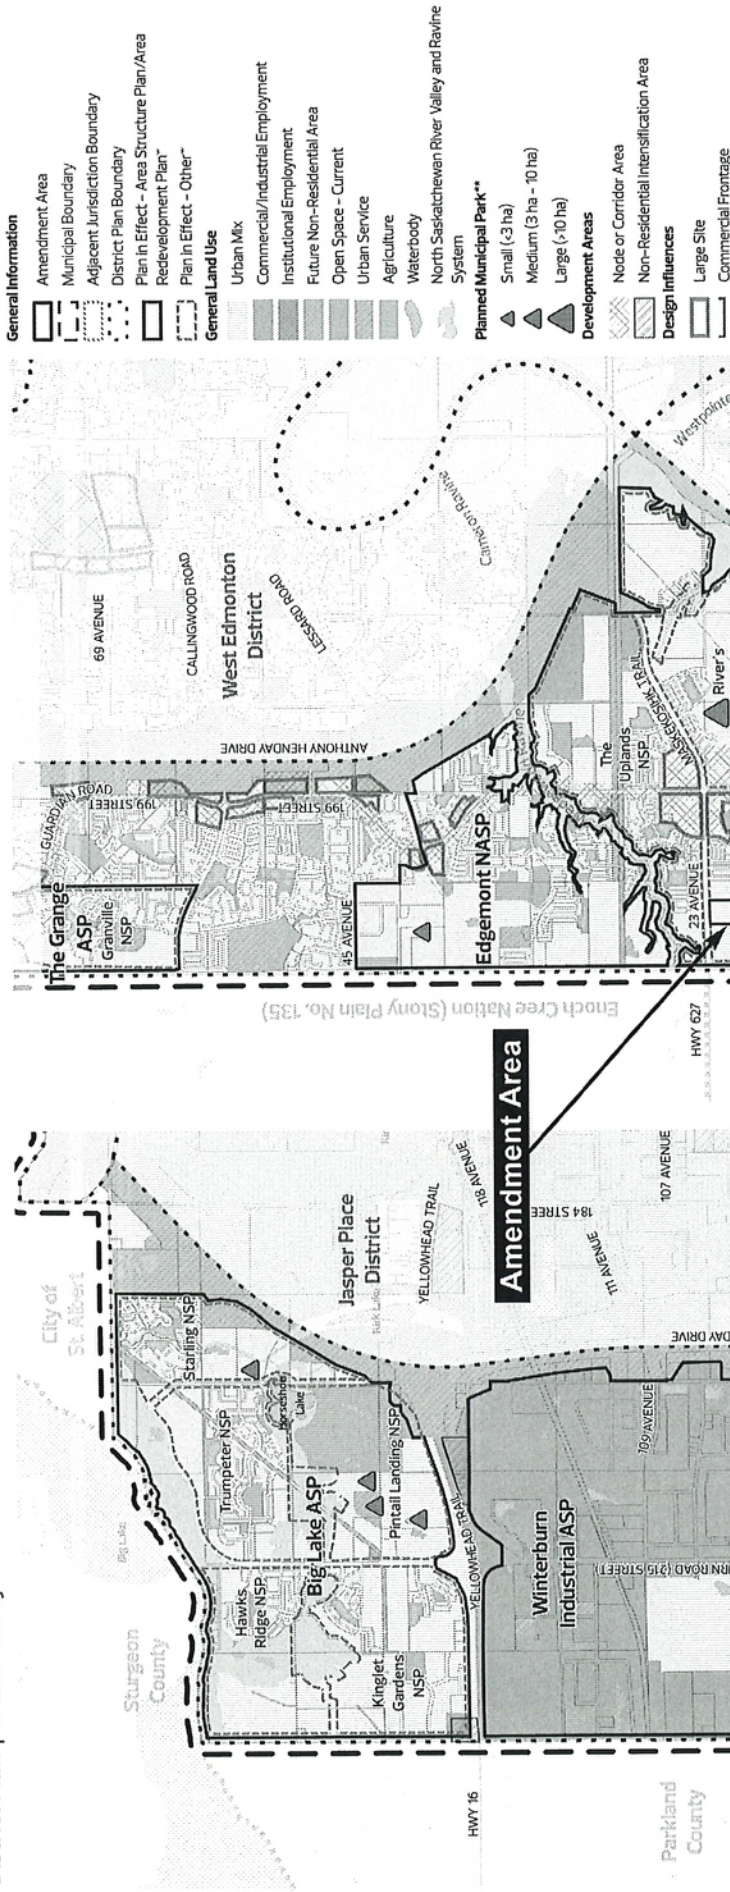 General Information
Amendment Area
Municipal Boundary
Adjacent Jurisdiction Boundary
District Plan Boundary
Plan in Effect - Area Structure Plan/Area
Redevelopment Plan*
Plan in Effect - Other*
General Land Use
Urban Mix
Commercial/Industrial Employment
Institutional Employment
Future Non-Residential Area
Open Space - Current
Urban Service
Agriculture
Waterbody
North Saskatchewan River Valley and Ravine
System
Planned Municipal Park**
Small (<3 ha)
Medium (3 ha - 10 ha)
Large (>10 ha)
Development Areas
Node or Corridor Area
Non-Residential Intensification Area
Design Influences
Large Site
Commercial Frontage
69 AVENUE
CALLINGWOOD ROAD
West Edmonton
District
LESSARD ROAD
Cameron Ravine
ANTHONY HENDAY DRIVE
GUARDIAN ROAD
199 STREET
199 STREET
The Grange
ASP
Granville
NSP
45 AVENUE
Edgemont NASP
The
Uplands
NSP
MASKEKOSIHK TRAIL
River's
23 AVENUE
Westpointe
Enoch Cree Nation (Stony Plain No. 135)
HWY 627
Amendment Area
City of
St. Albert
Sturgeon
County
Big Lake
Starling NSP
Trumpeter NSP
Horseshoe
Lake
Hawks
Ridge NSP
Big Lake ASP
Pintail Landing NSP
Kinglet
Gardens
NSP
Jasper Place
District
YELLOWHEAD TRAIL
118 AVENUE
184 STREE
111 AVENUE
107 AVENUE
DAY DRIVE
109 AVENUE
YELLOWHEAD TRAIL
Winterburn
Industrial ASP
RN ROAD (215 STREET)
HWY 16
Parkland
County